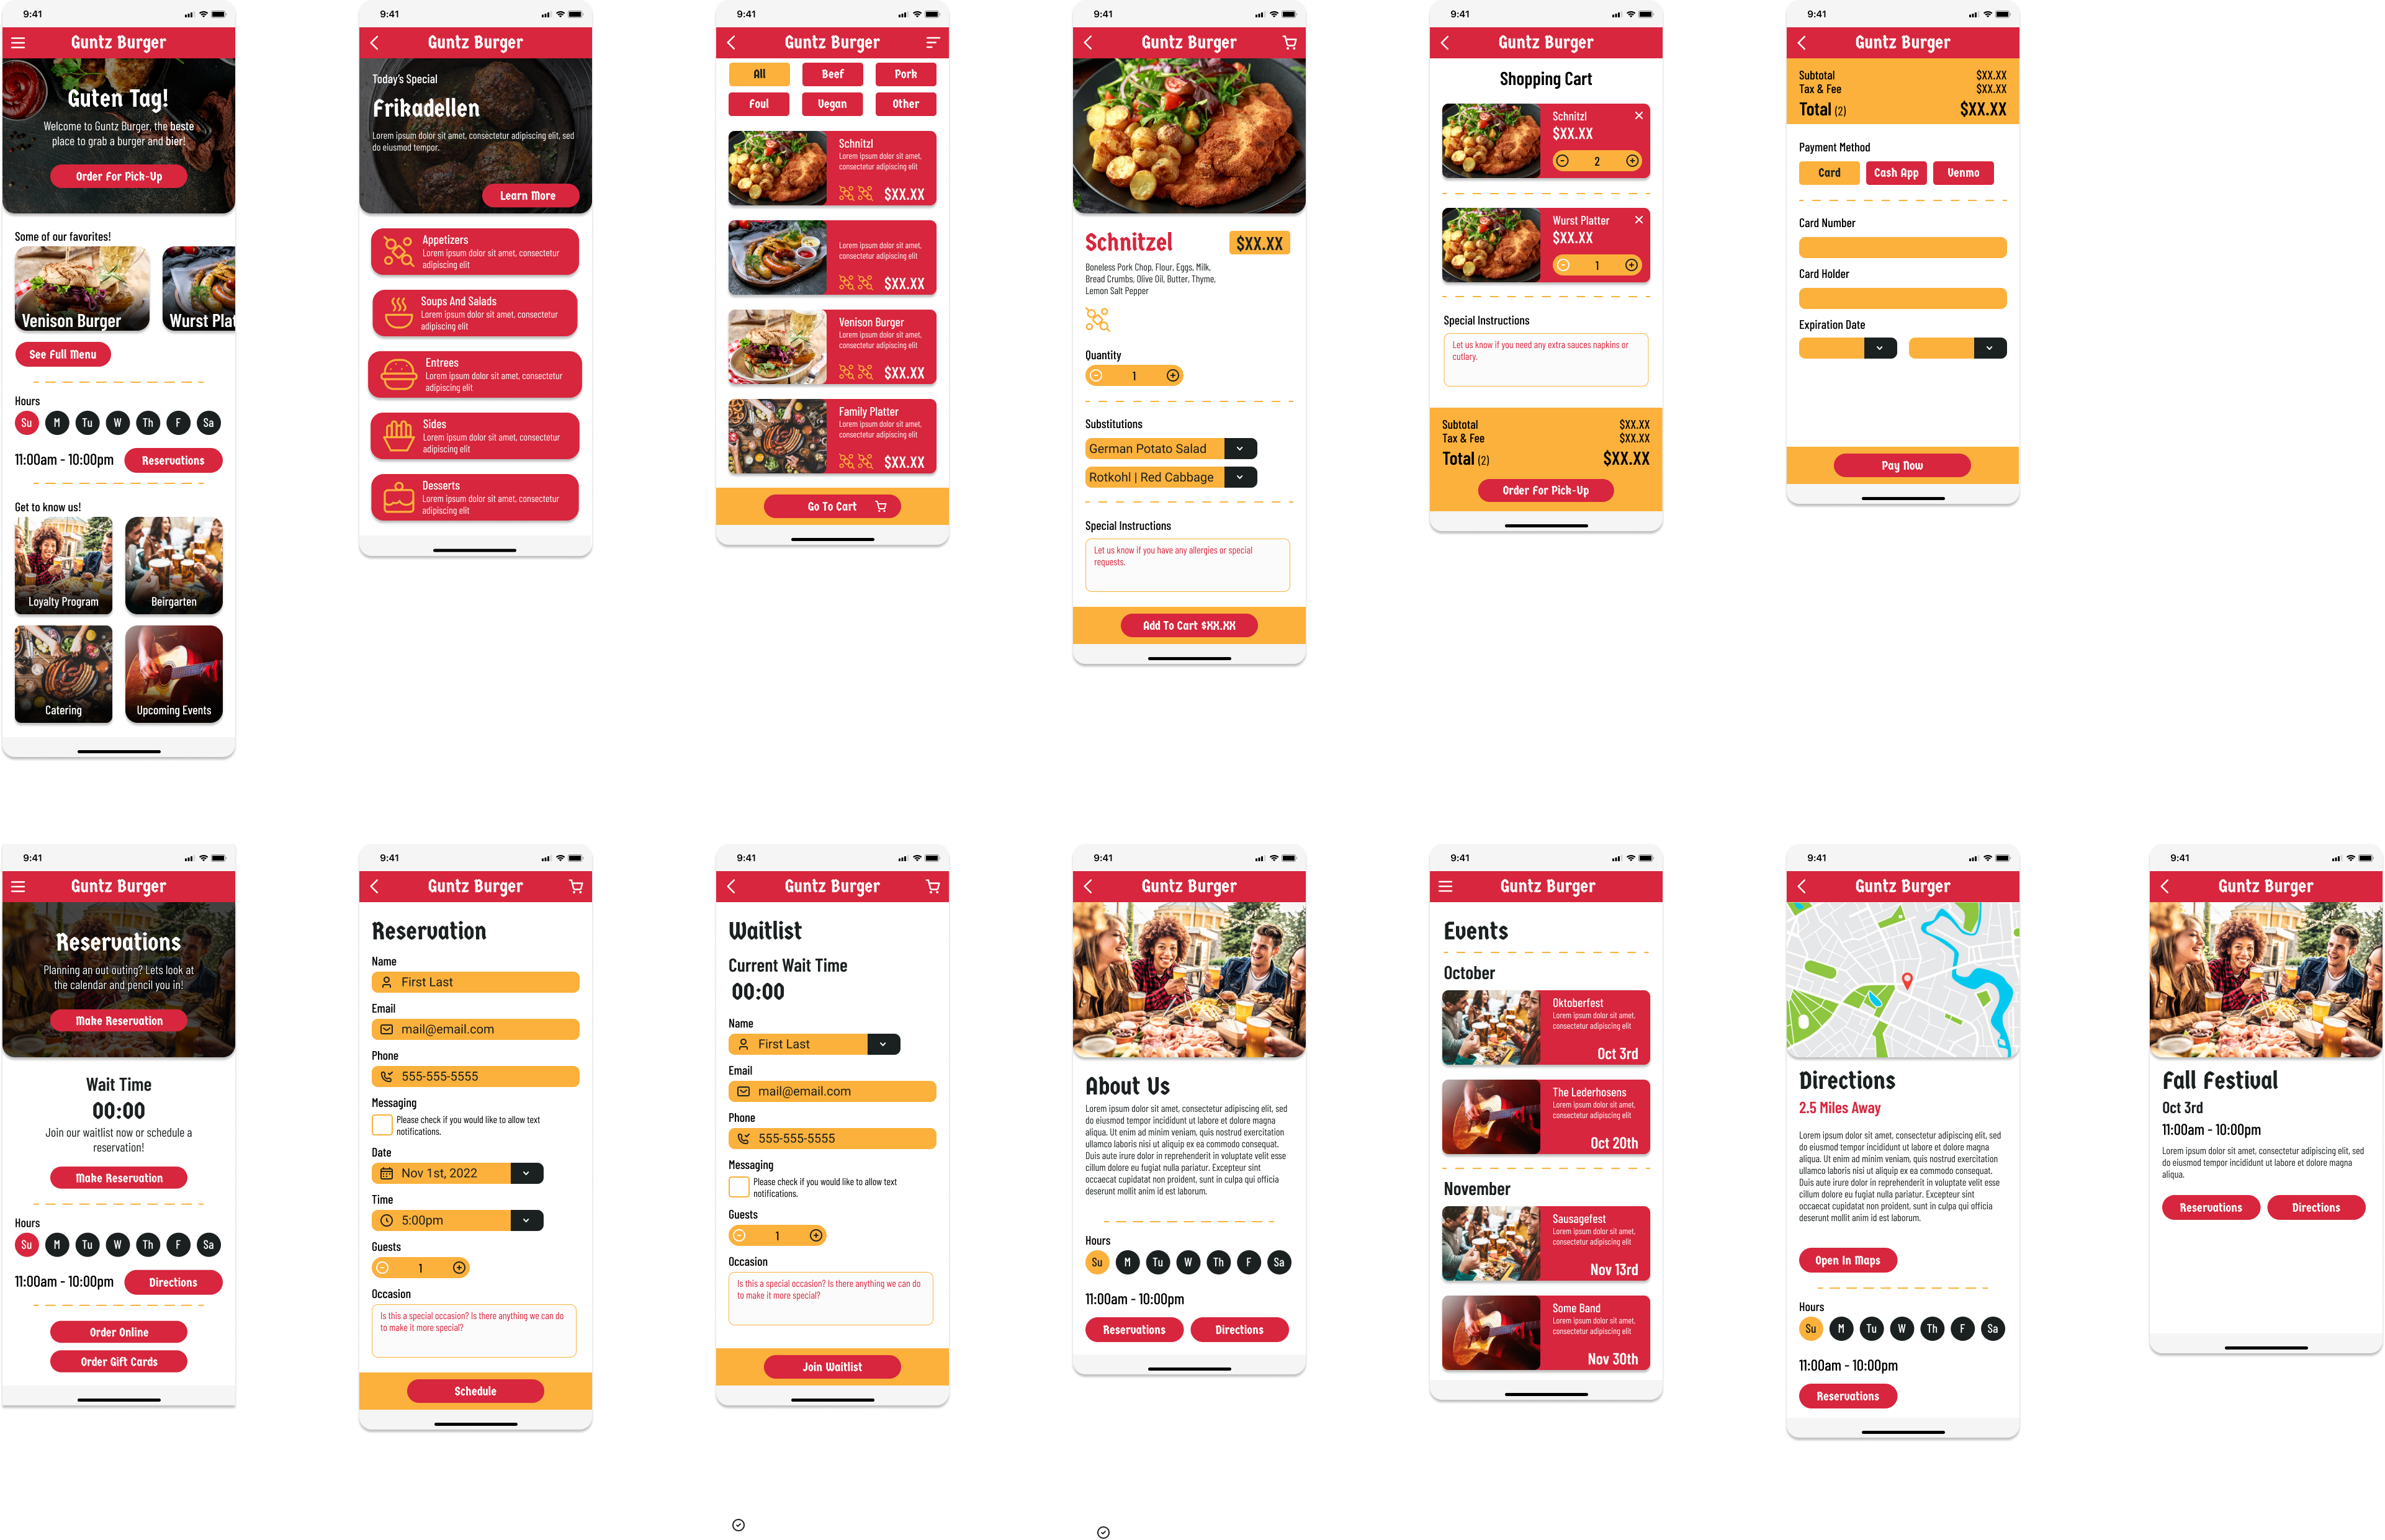 9:41
Guntz Burger
Guten Tag!
Welcome to Guntz Burger, the beste
place to grab a burger and bier!
Order For Pick-Up
Some of our favorites!
Venison Burger
Wurst Plat
See Full Menu
Hours
Su M Tu W Th F Sa
11:00am - 10:00pm
Reservations
Get to know us!
Loyalty Program
Beirgarten
Catering
Upcoming Events
9:41
Guntz Burger
Today's Special
Frikadellen
Lorem ipsum dolor sit amet, consectetur adipiscing elit, sed
do eiusmod tempor.
Learn More
Appetizers
Lorem ipsum dolor sit amet, consectetur
adipiscing elit
Soups And Salads
Lorem ipsum dolor sit amet, consectetur
adipiscing elit
Entrees
Lorem ipsum dolor sit amet, consectetur
adipiscing elit
Sides
Lorem ipsum dolor sit amet, consectetur
adipiscing elit
Desserts
Lorem ipsum dolor sit amet, consectetur
adipiscing elit
9:41
Guntz Burger
All Beef Pork
Foul Vegan Other
Schnitzl
Lorem ipsum dolor sit amet,
consectetur adipiscing elit
$XX.XX
Lorem ipsum dolor sit amet,
consectetur adipiscing elit
$XX.XX
Venison Burger
Lorem ipsum dolor sit amet,
consectetur adipiscing elit
$XX.XX
Family Platter
Lorem ipsum dolor sit amet,
consectetur adipiscing elit
$XX.XX
Go To Cart
9:41
Guntz Burger
Schnitzel
$XX.XX
Boneless Pork Chop, Flour, Eggs, Milk,
Bread Crumbs, Olive Oil, Butter, Thyme,
Lemon Salt Pepper
Quantity
1
Substitutions
German Potato Salad
Rotkohl | Red Cabbage
Special Instructions
Let us know if you have any allergies or special
requests.
Add To Cart $XX.XX
9:41
Guntz Burger
Shopping Cart
Schnitzl
$XX.XX
2
Wurst Platter
$XX.XX
1
Special Instructions
Let us know if you need any extra sauces napkins or
cutlary.
Subtotal $XX.XX
Tax & Fee $XX.XX
Total (2) $XX.XX
Order For Pick-Up
9:41
Guntz Burger
Subtotal $XX.XX
Tax & Fee $XX.XX
Total (2) $XX.XX
Payment Method
Card Cash App Venmo
Card Number
Card Holder
Expiration Date
Pay Now
9:41
Guntz Burger
Reservations
Planning an out outing? Lets look at
the calendar and pencil you in!
Make Reservation
Wait Time
00:00
Join our waitlist now or schedule a
reservation!
Make Reservation
Hours
Su M Tu W Th F Sa
11:00am - 10:00pm
Directions
Order Online
Order Gift Cards
9:41
Guntz Burger
Reservation
Name
First Last
Email
mail@email.com
Phone
555-555-5555
Messaging
Please check if you would like to allow text
notifications.
Date
Nov 1st, 2022
Time
5:00pm
Guests
1
Occasion
Is this a special occasion? Is there anything we can do
to make it more special?
Schedule
9:41
Guntz Burger
Waitlist
Current Wait Time
00:00
Name
First Last
Email
mail@email.com
Phone
555-555-5555
Messaging
Please check if you would like to allow text
notifications.
Guests
1
Occasion
Is this a special occasion? Is there anything we can do
to make it more special?
Join Waitlist
9:41
Guntz Burger
About Us
Lorem ipsum dolor sit amet, consectetur adipiscing elit, sed
do eiusmod tempor incididunt ut labore et dolore magna
aliqua. Ut enim ad minim veniam, quis nostrud exercitation
ullamco laboris nisi ut aliquip ex ea commodo consequat.
Duis aute irure dolor in reprehenderit in voluptate velit esse
cillum dolore eu fugiat nulla pariatur. Excepteur sint
occaecat cupidatat non proident, sunt in culpa qui officia
deserunt mollit anim id est laborum.
Hours
Su M Tu W Th F Sa
11:00am - 10:00pm
Reservations
Directions
9:41
Guntz Burger
Events
October
Oktoberfest
Lorem ipsum dolor sit amet,
consectetur adipiscing elit
Oct 3rd
The Lederhosens
Lorem ipsum dolor sit amet,
consectetur adipiscing elit
Oct 20th
November
Sausagefest
Lorem ipsum dolor sit amet,
consectetur adipiscing elit
Nov 13rd
Some Band
Lorem ipsum dolor sit amet,
consectetur adipiscing elit
Nov 30th
9:41
Guntz Burger
Directions
2.5 Miles Away
Lorem ipsum dolor sit amet, consectetur adipiscing elit, sed
do eiusmod tempor incididunt ut labore et dolore magna
aliqua. Ut enim ad minim veniam, quis nostrud exercitation
ullamco laboris nisi ut aliquip ex ea commodo consequat.
Duis aute irure dolor in reprehenderit in voluptate velit esse
cillum dolore eu fugiat nulla pariatur. Excepteur sint
occaecat cupidatat non proident, sunt in culpa qui officia
deserunt mollit anim id est laborum.
Open In Maps
Hours
Su M Tu W Th F Sa
11:00am - 10:00pm
Reservations
9:41
Guntz Burger
Fall Festival
Oct 3rd
11:00am - 10:00pm
Lorem ipsum dolor sit amet, consectetur adipiscing elit, sed
do eiusmod tempor incididunt ut labore et dolore magna
aliqua.
Reservations
Directions